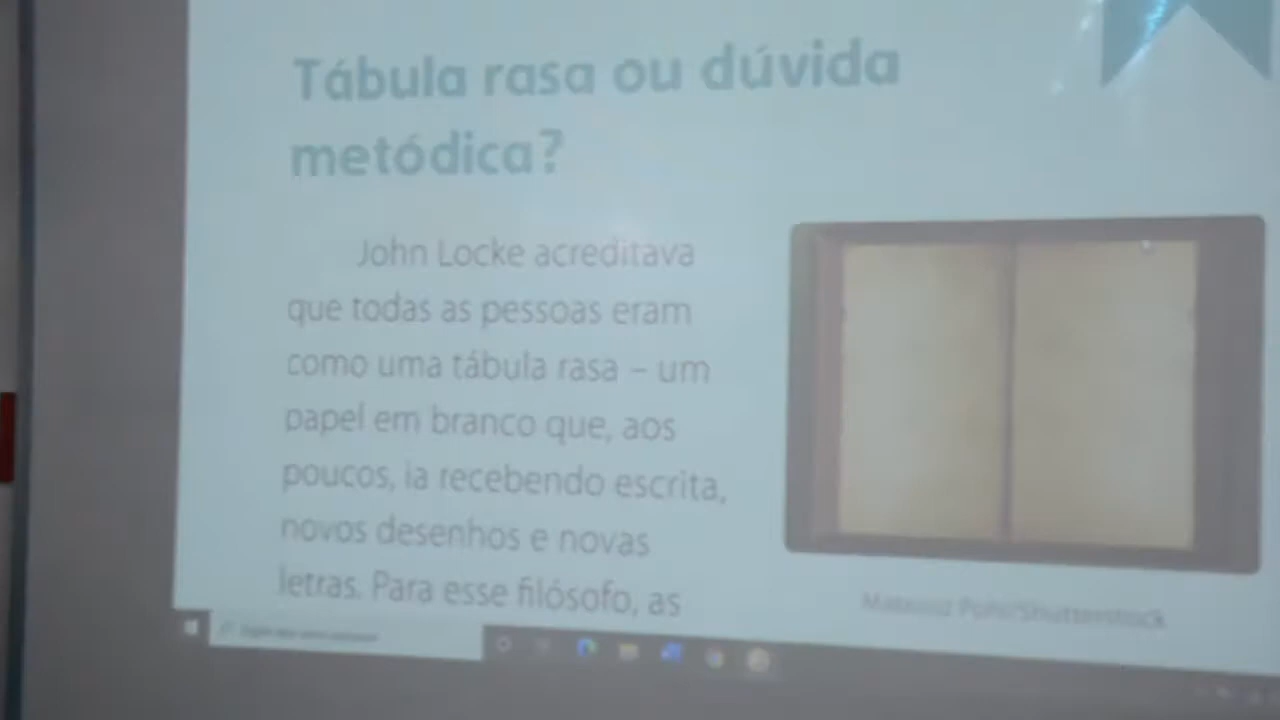 Tábula rasa ou dúvida
metódica?
John Locke acreditava
que todas as pessoas eram
como uma tábula rasa – um
papel em branco que, aos
poucos, ia recebendo escrita,
novos desenhos e novas
letras. Para esse filósofo, as
/Shutterstock